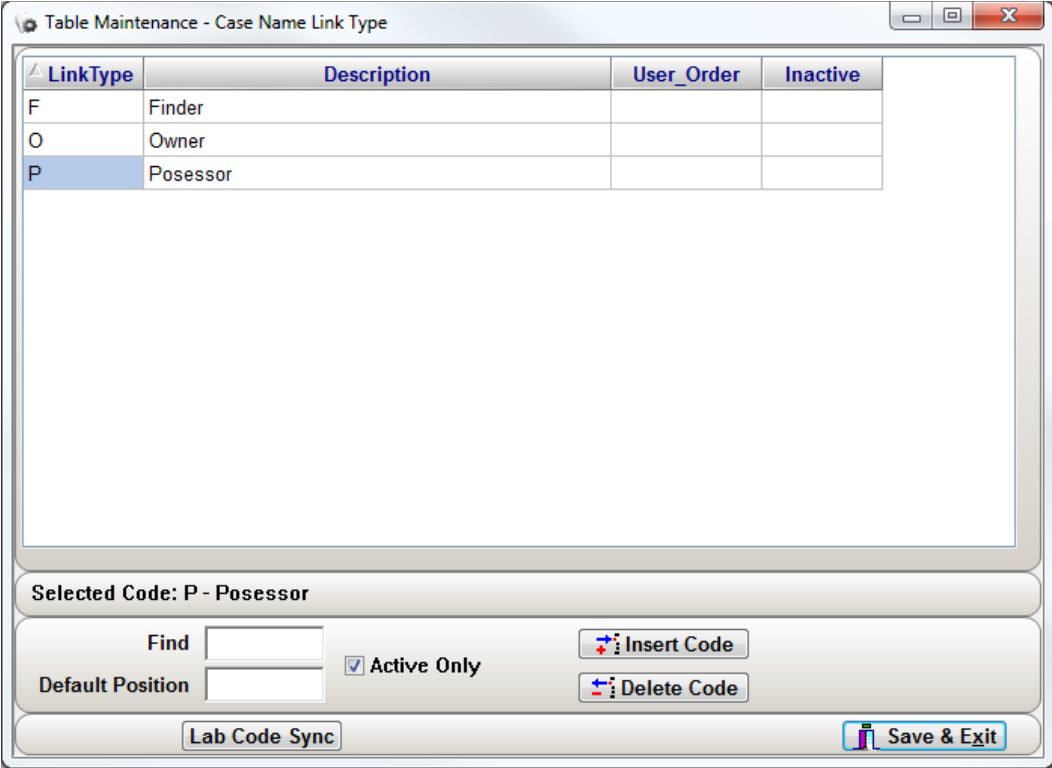 Table Maintenance - Case Name Link Type
LinkType Description User_Order Inactive
F Finder
O Owner
P Posessor
Selected Code: P - Posessor
Find
Active Only
Insert Code
Default Position
Delete Code
Lab Code Sync
Save & Exit